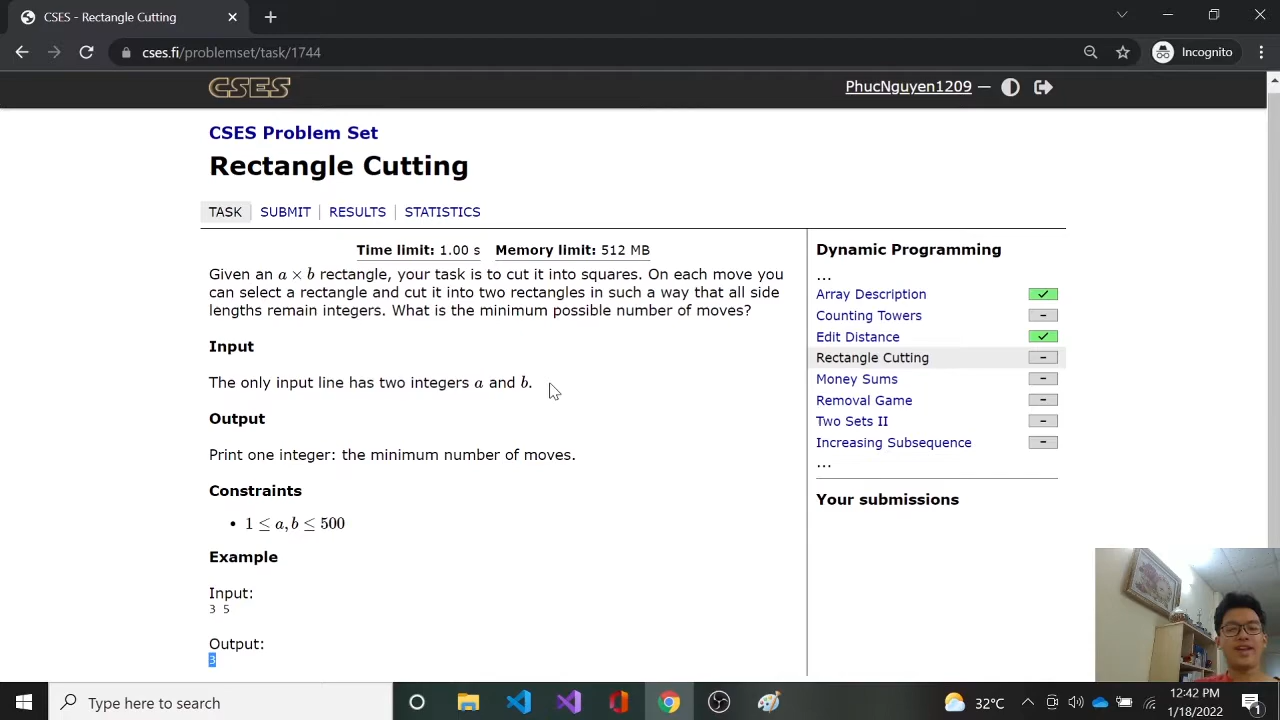 CSES - Rectangle Cutting
cses.fi/problemset/task/1744
Incognito
CSES
PhucNguyen1209 —
CSES Problem Set
Rectangle Cutting
TASK | SUBMIT | RESULTS | STATISTICS
Time limit: 1.00 s Memory limit: 512 MB
Given an a × b rectangle, your task is to cut it into squares. On each move you
can select a rectangle and cut it into two rectangles in such a way that all side
lengths remain integers. What is the minimum possible number of moves?
Input
The only input line has two integers a and b.
Output
Print one integer: the minimum number of moves.
Constraints
• 1 ≤ a, b ≤ 500
Example
Input:
3 5
Output:
3
Dynamic Programming
...
Array Description
Counting Towers
Edit Distance
Rectangle Cutting
Money Sums
Removal Game
Two Sets II
Increasing Subsequence
...
Your submissions
Type here to search
32°C
12:42 PM
1/18/2022